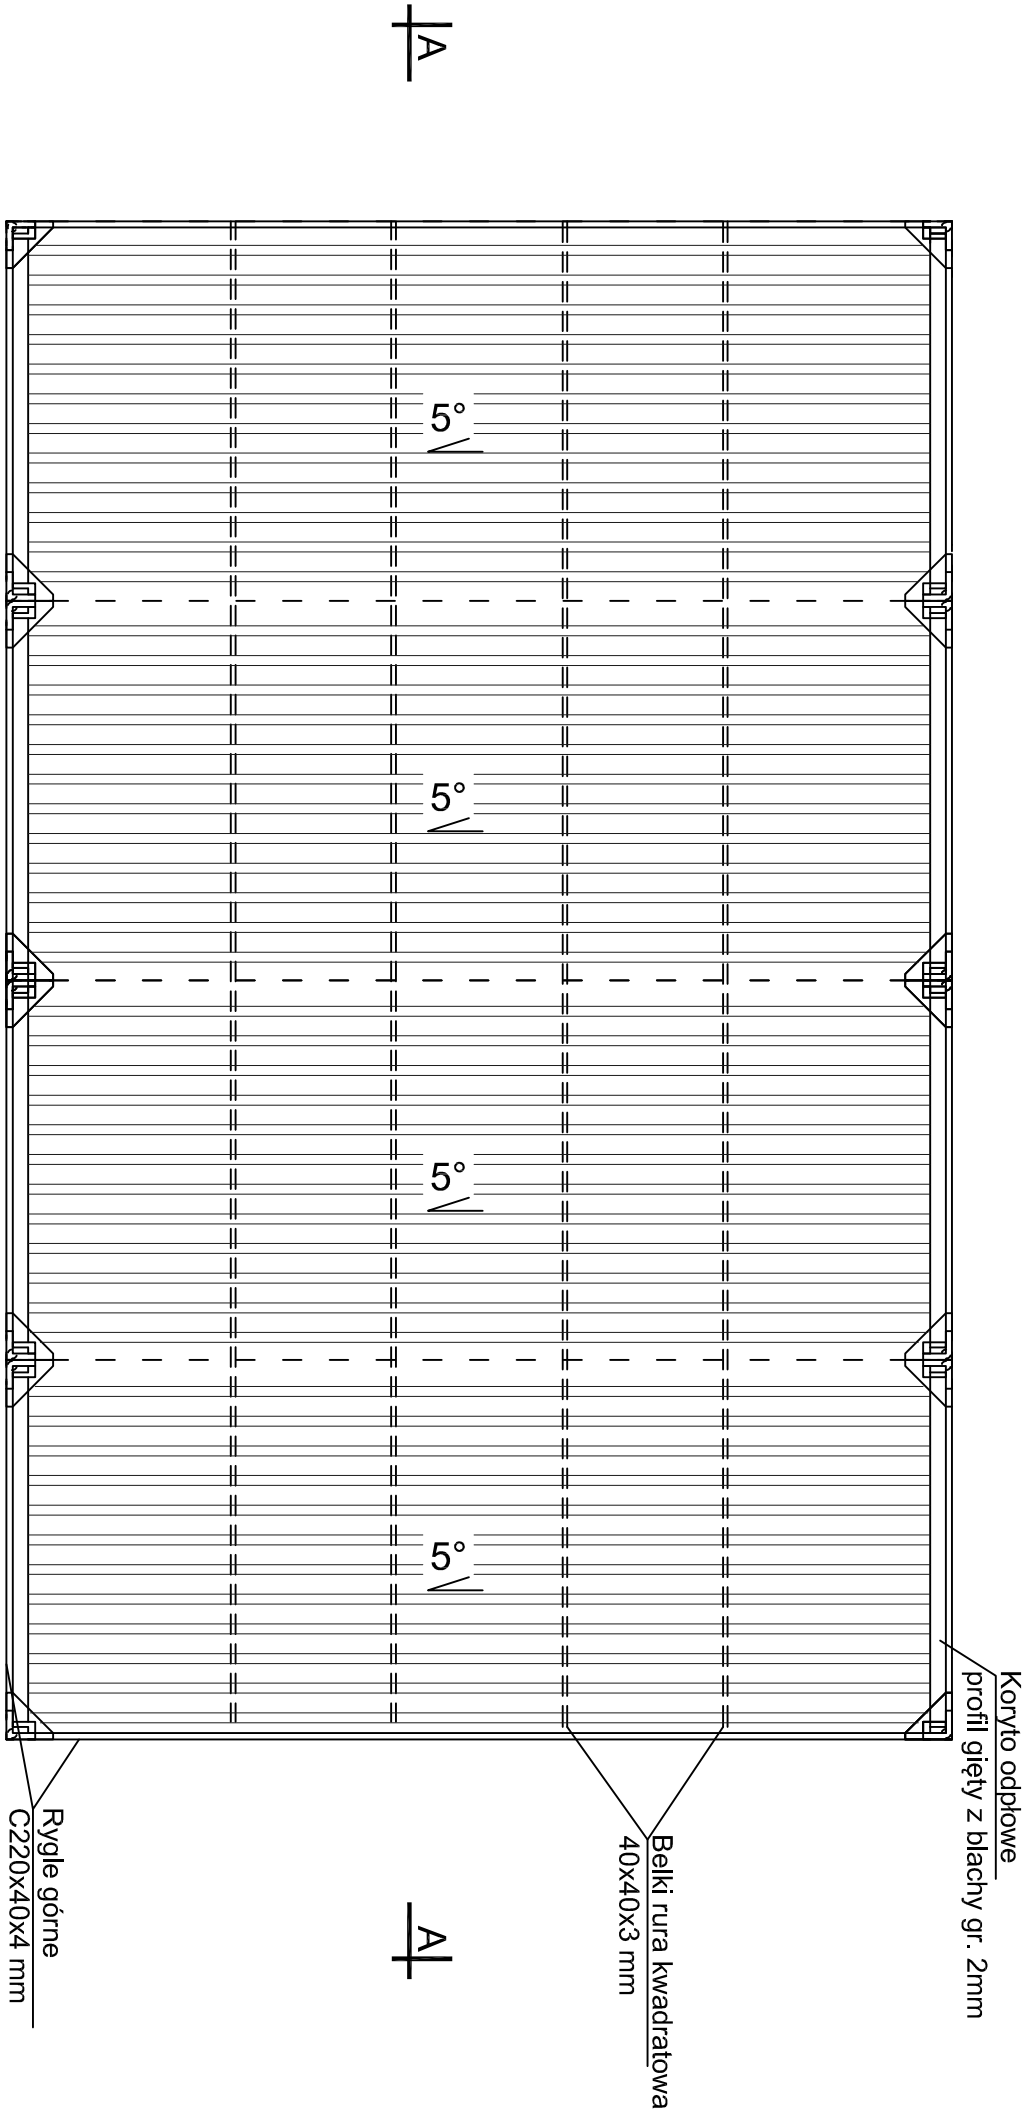 A
5°
5°
5°
5°
Koryto odpłowe
profil gięty z blachy gr. 2mm
Belki rura kwadratowa
40x40x3 mm
Rygle górne
C220x40x4 mm
A